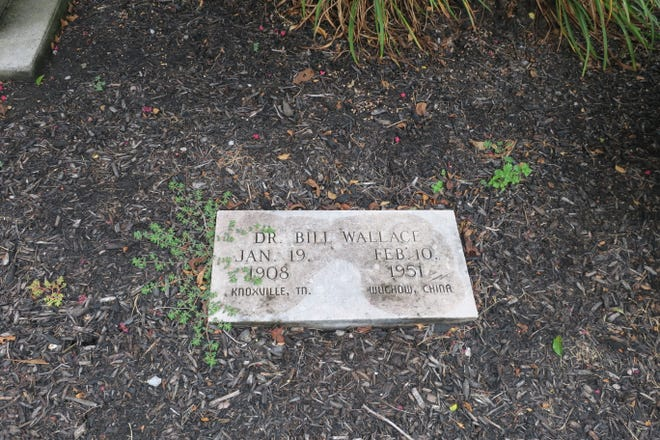 DR. BILL WALLACE
JAN. 19, FEB. 10,
1908 1951
KNOXVILLE, TN. WUCHOW, CHINA